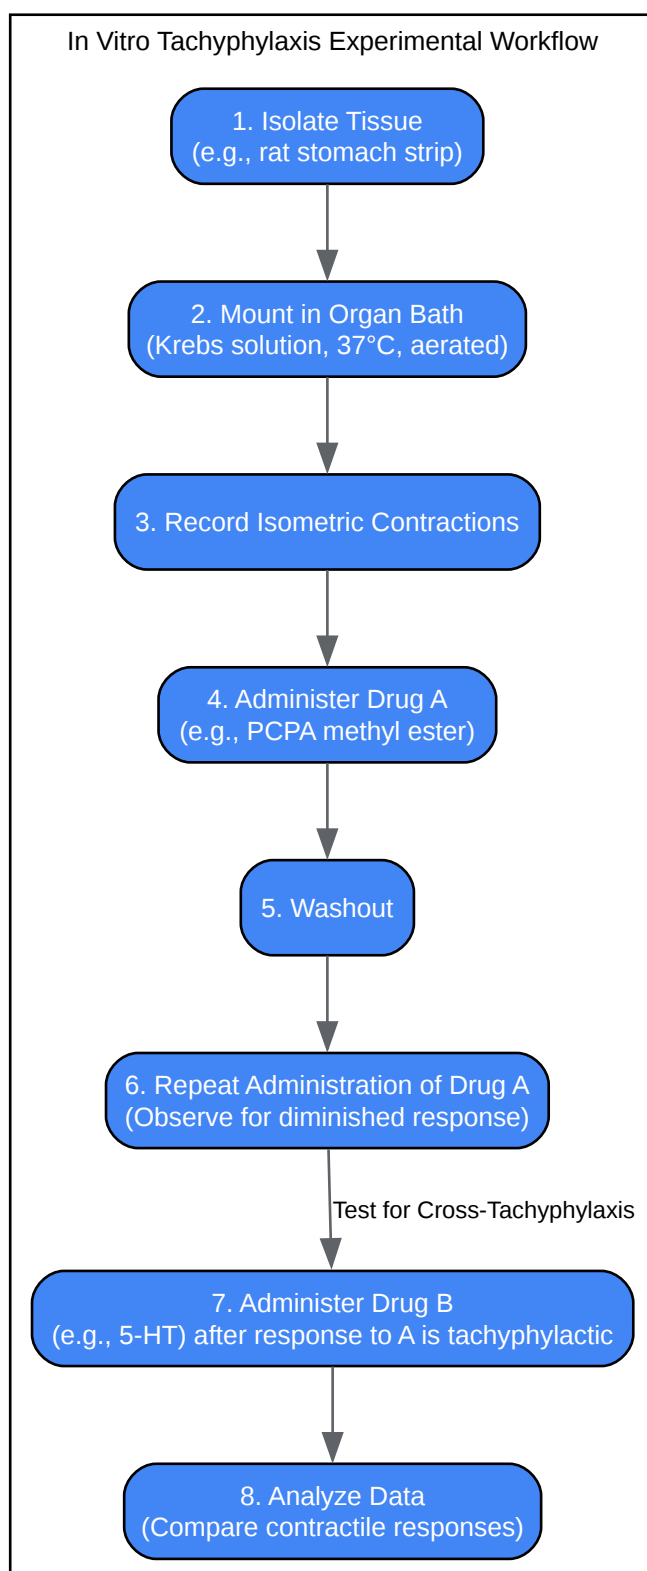 In Vitro Tachyphylaxis Experimental Workflow
1. Isolate Tissue
(e.g., rat stomach strip)
2. Mount in Organ Bath
(Krebs solution, 37°C, aerated)
3. Record Isometric Contractions
4. Administer Drug A
(e.g., PCPA methyl ester)
5. Washout
6. Repeat Administration of Drug A
(Observe for diminished response)
Test for Cross-Tachyphylaxis
7. Administer Drug B
(e.g., 5-HT) after response to A is tachyphylactic
8. Analyze Data
(Compare contractile responses)